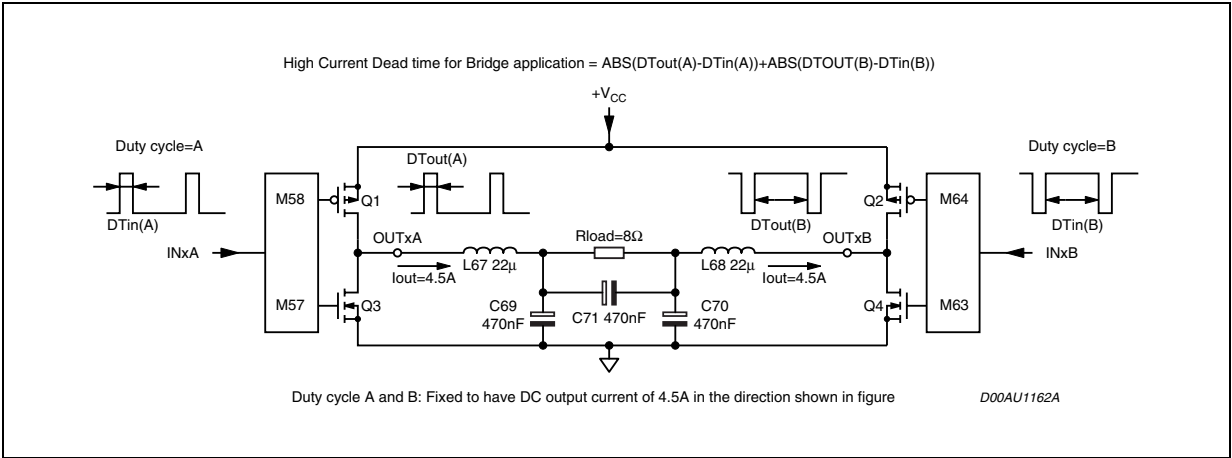 High Current Dead time for Bridge application = ABS(DTout(A)-DTin(A))+ABS(DTOUT(B)-DTin(B))
+VCC
Duty cycle=A
DTout(A)
Duty cycle=B
M58
Q1
Q2
M64
DTin(A)
DTout(B)
DTin(B)
INxA
OUTxA
Rload=8Ω
OUTxB
INxB
L67 22µ
L68 22µ
Iout=4.5A
Iout=4.5A
M57
Q3
C69
470nF
C71 470nF
C70
470nF
Q4
M63
Duty cycle A and B: Fixed to have DC output current of 4.5A in the direction shown in figure
D00AU1162A